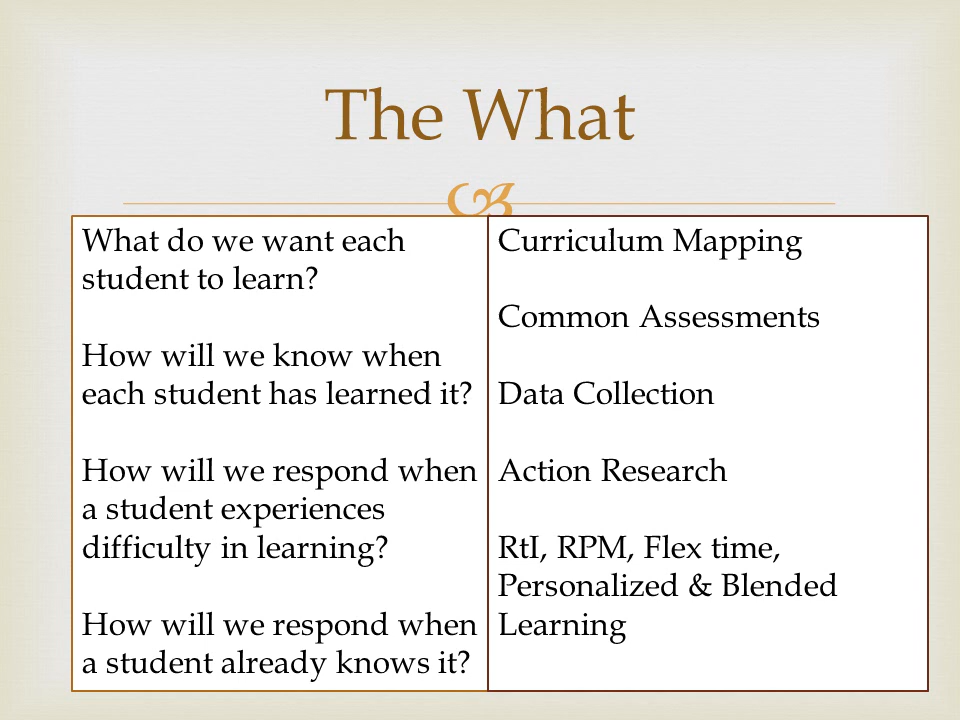 The What
What do we want each
student to learn?
How will we know when
each student has learned it?
How will we respond when
a student experiences
difficulty in learning?
How will we respond when
a student already knows it?
Curriculum Mapping
Common Assessments
Data Collection
Action Research
RtI, RPM, Flex time,
Personalized & Blended
Learning